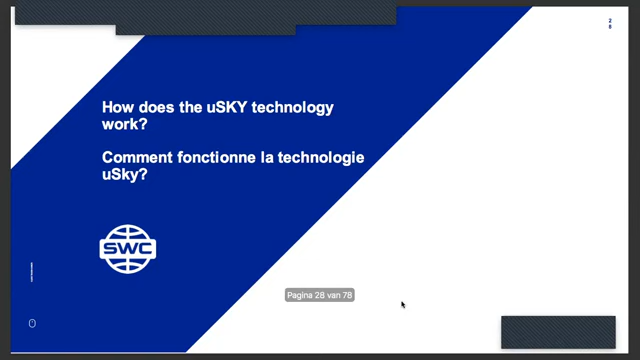 2
8
How does the uSKY technology
work?
Comment fonctionne la technologie
uSky?
SWC
Pagina 28 van 78